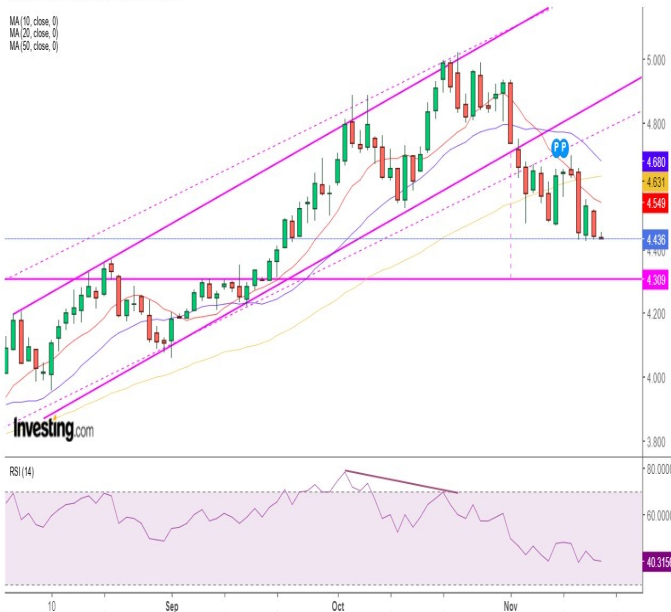 MA (10, close, 0)
MA (20, close, 0)
MA (50, close, 0)
5.000
4.800
P P
4.680
4.631
4.549
4.436
4.400
4.309
4.200
4.000
3.800
Investing.com
RSI (14)
80.0000
60.0000
40.3156
10 Sep Oct Nov